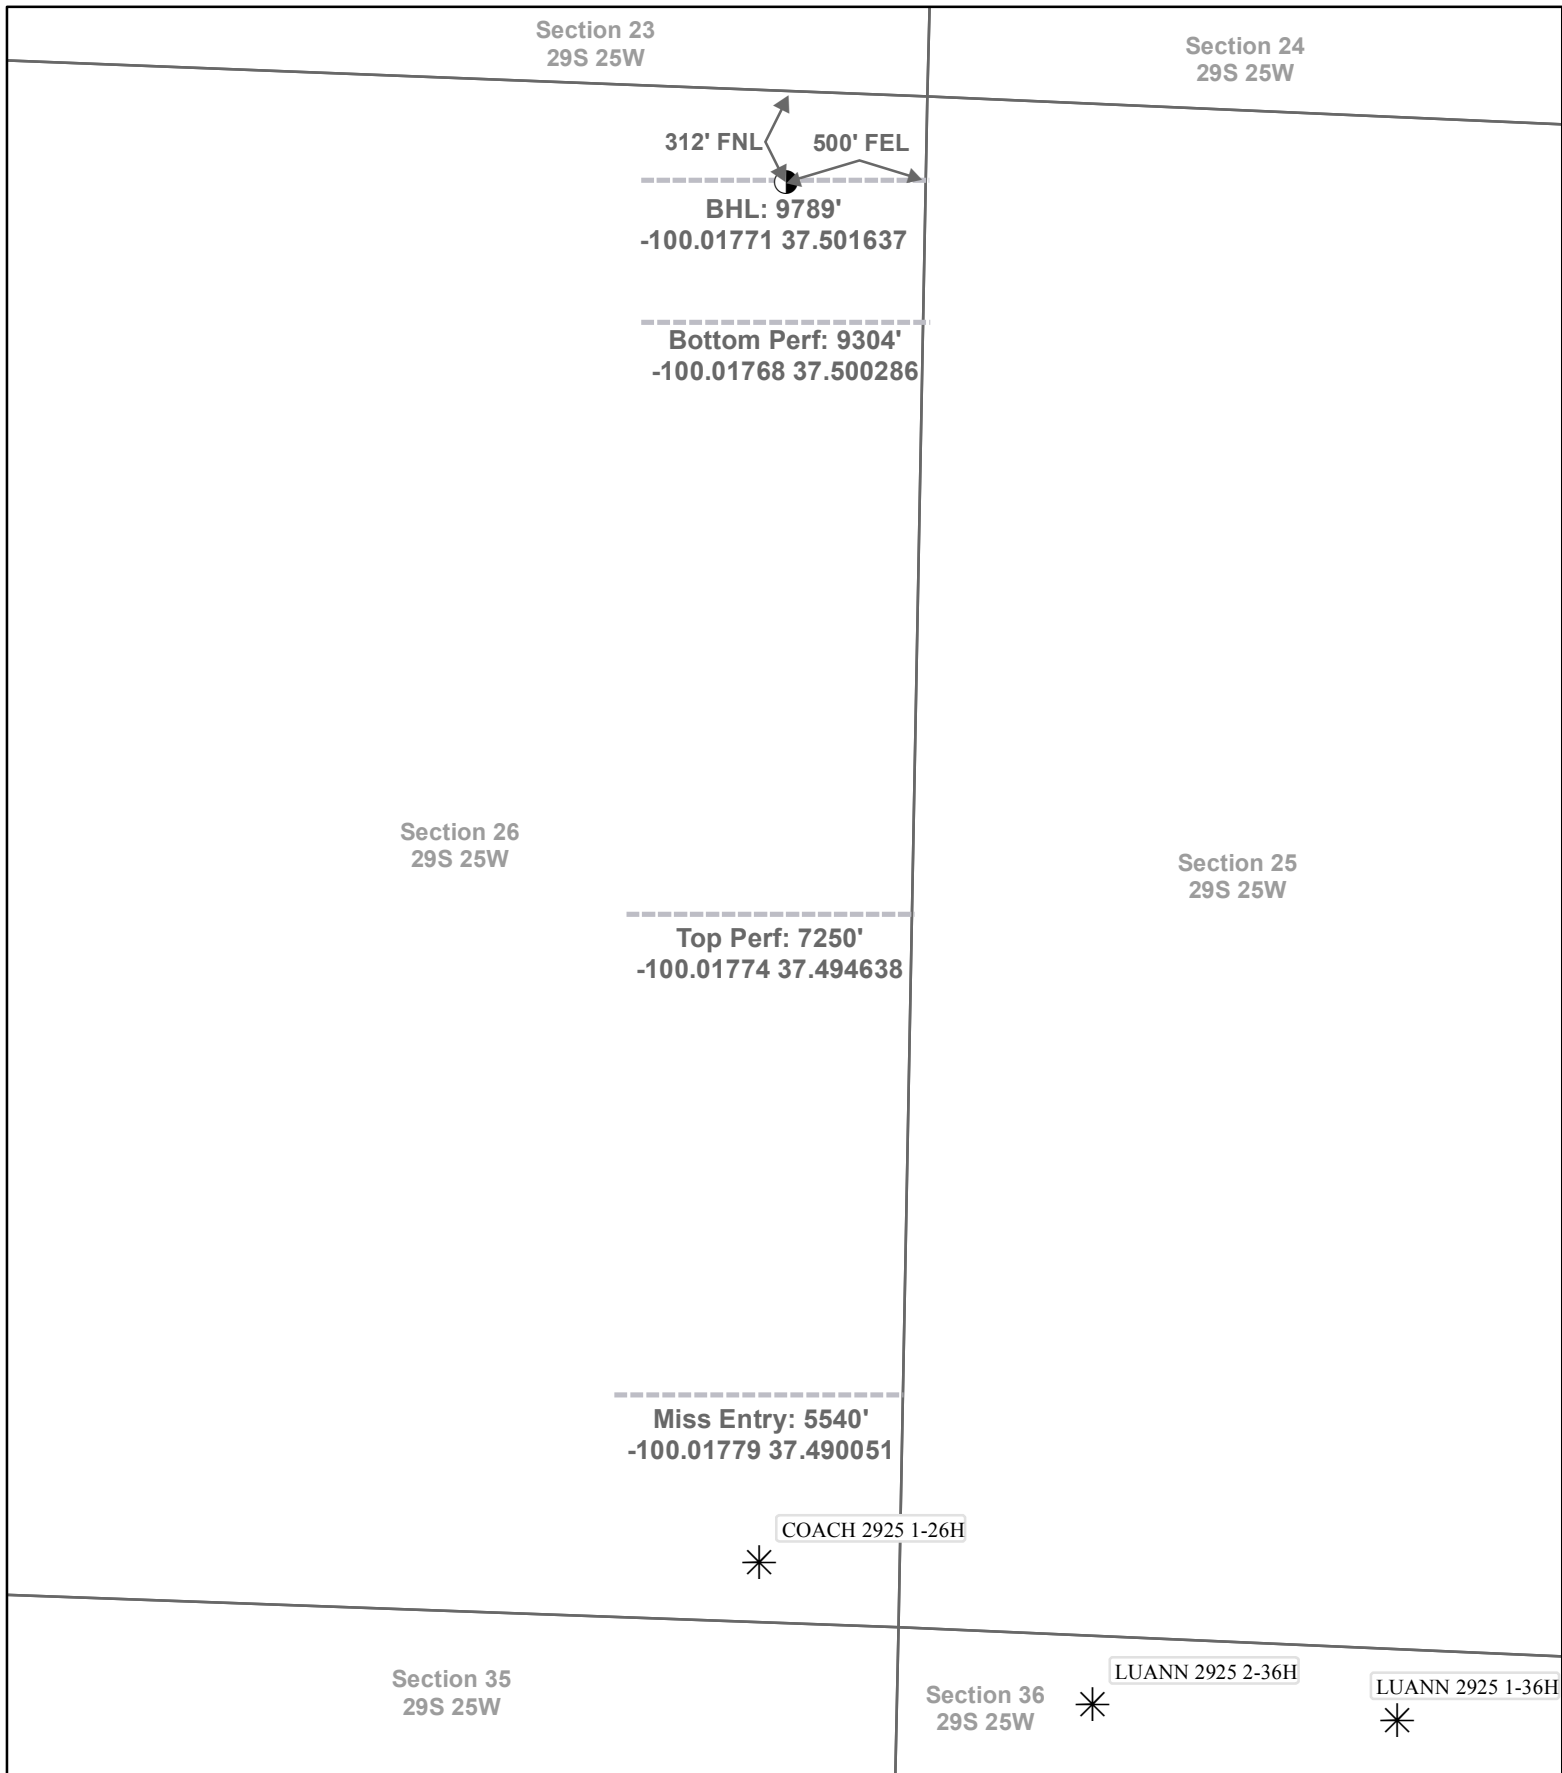 Section 23
29S 25W
Section 24
29S 25W
312' FNL
500' FEL
BHL: 9789'
-100.01771 37.501637
Bottom Perf: 9304'
-100.01768 37.500286
Section 26
29S 25W
Section 25
29S 25W
Top Perf: 7250'
-100.01774 37.494638
Miss Entry: 5540'
-100.01779 37.490051
COACH 2925 1-26H
Section 35
29S 25W
Section 36
29S 25W
LUANN 2925 2-36H
LUANN 2925 1-36H